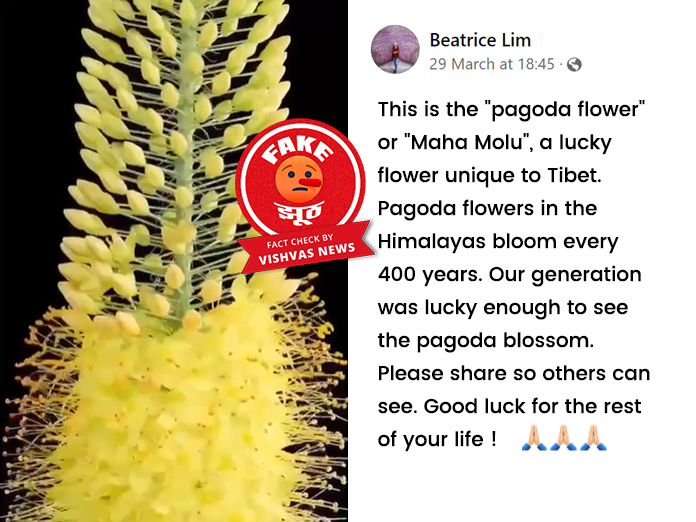 Beatrice Lim
29 March at 18:45 ·
This is the "pagoda flower"
or "Maha Molu", a lucky
flower unique to Tibet.
Pagoda flowers in the
Himalayas bloom every
400 years. Our generation
was lucky enough to see
the pagoda blossom.
Please share so others can
see. Good luck for the rest
of your life ! 🙏🏻🙏🏻🙏🏻
FAKE
झूठ
FACT CHECK BY
VISHVAS NEWS